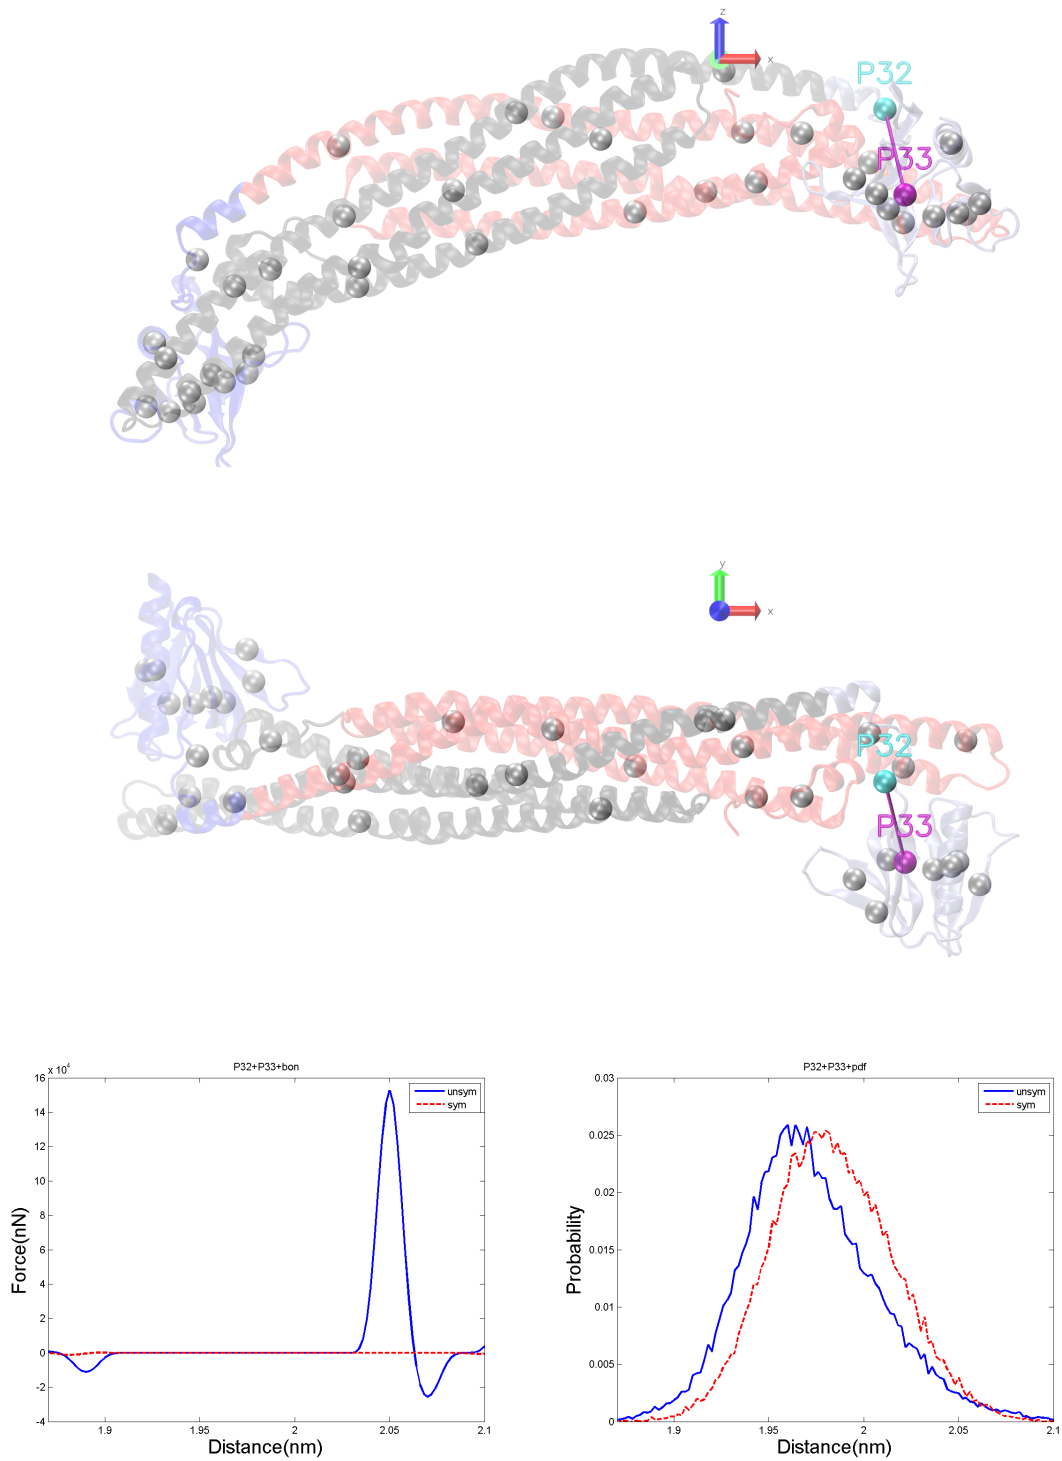 z
x
P32
P33
y
x
P32
P33
P32+P33+bon
x 10⁴
16
14
12
10
8
6
4
2
0
-2
-4
1.9
1.95
2
2.05
2.1
unsym
sym
Force(nN)
Distance(nm)
P32+P33+pdf
0.03
0.025
0.02
0.015
0.01
0.005
0
1.9
1.95
2
2.05
2.1
unsym
sym
Probability
Distance(nm)